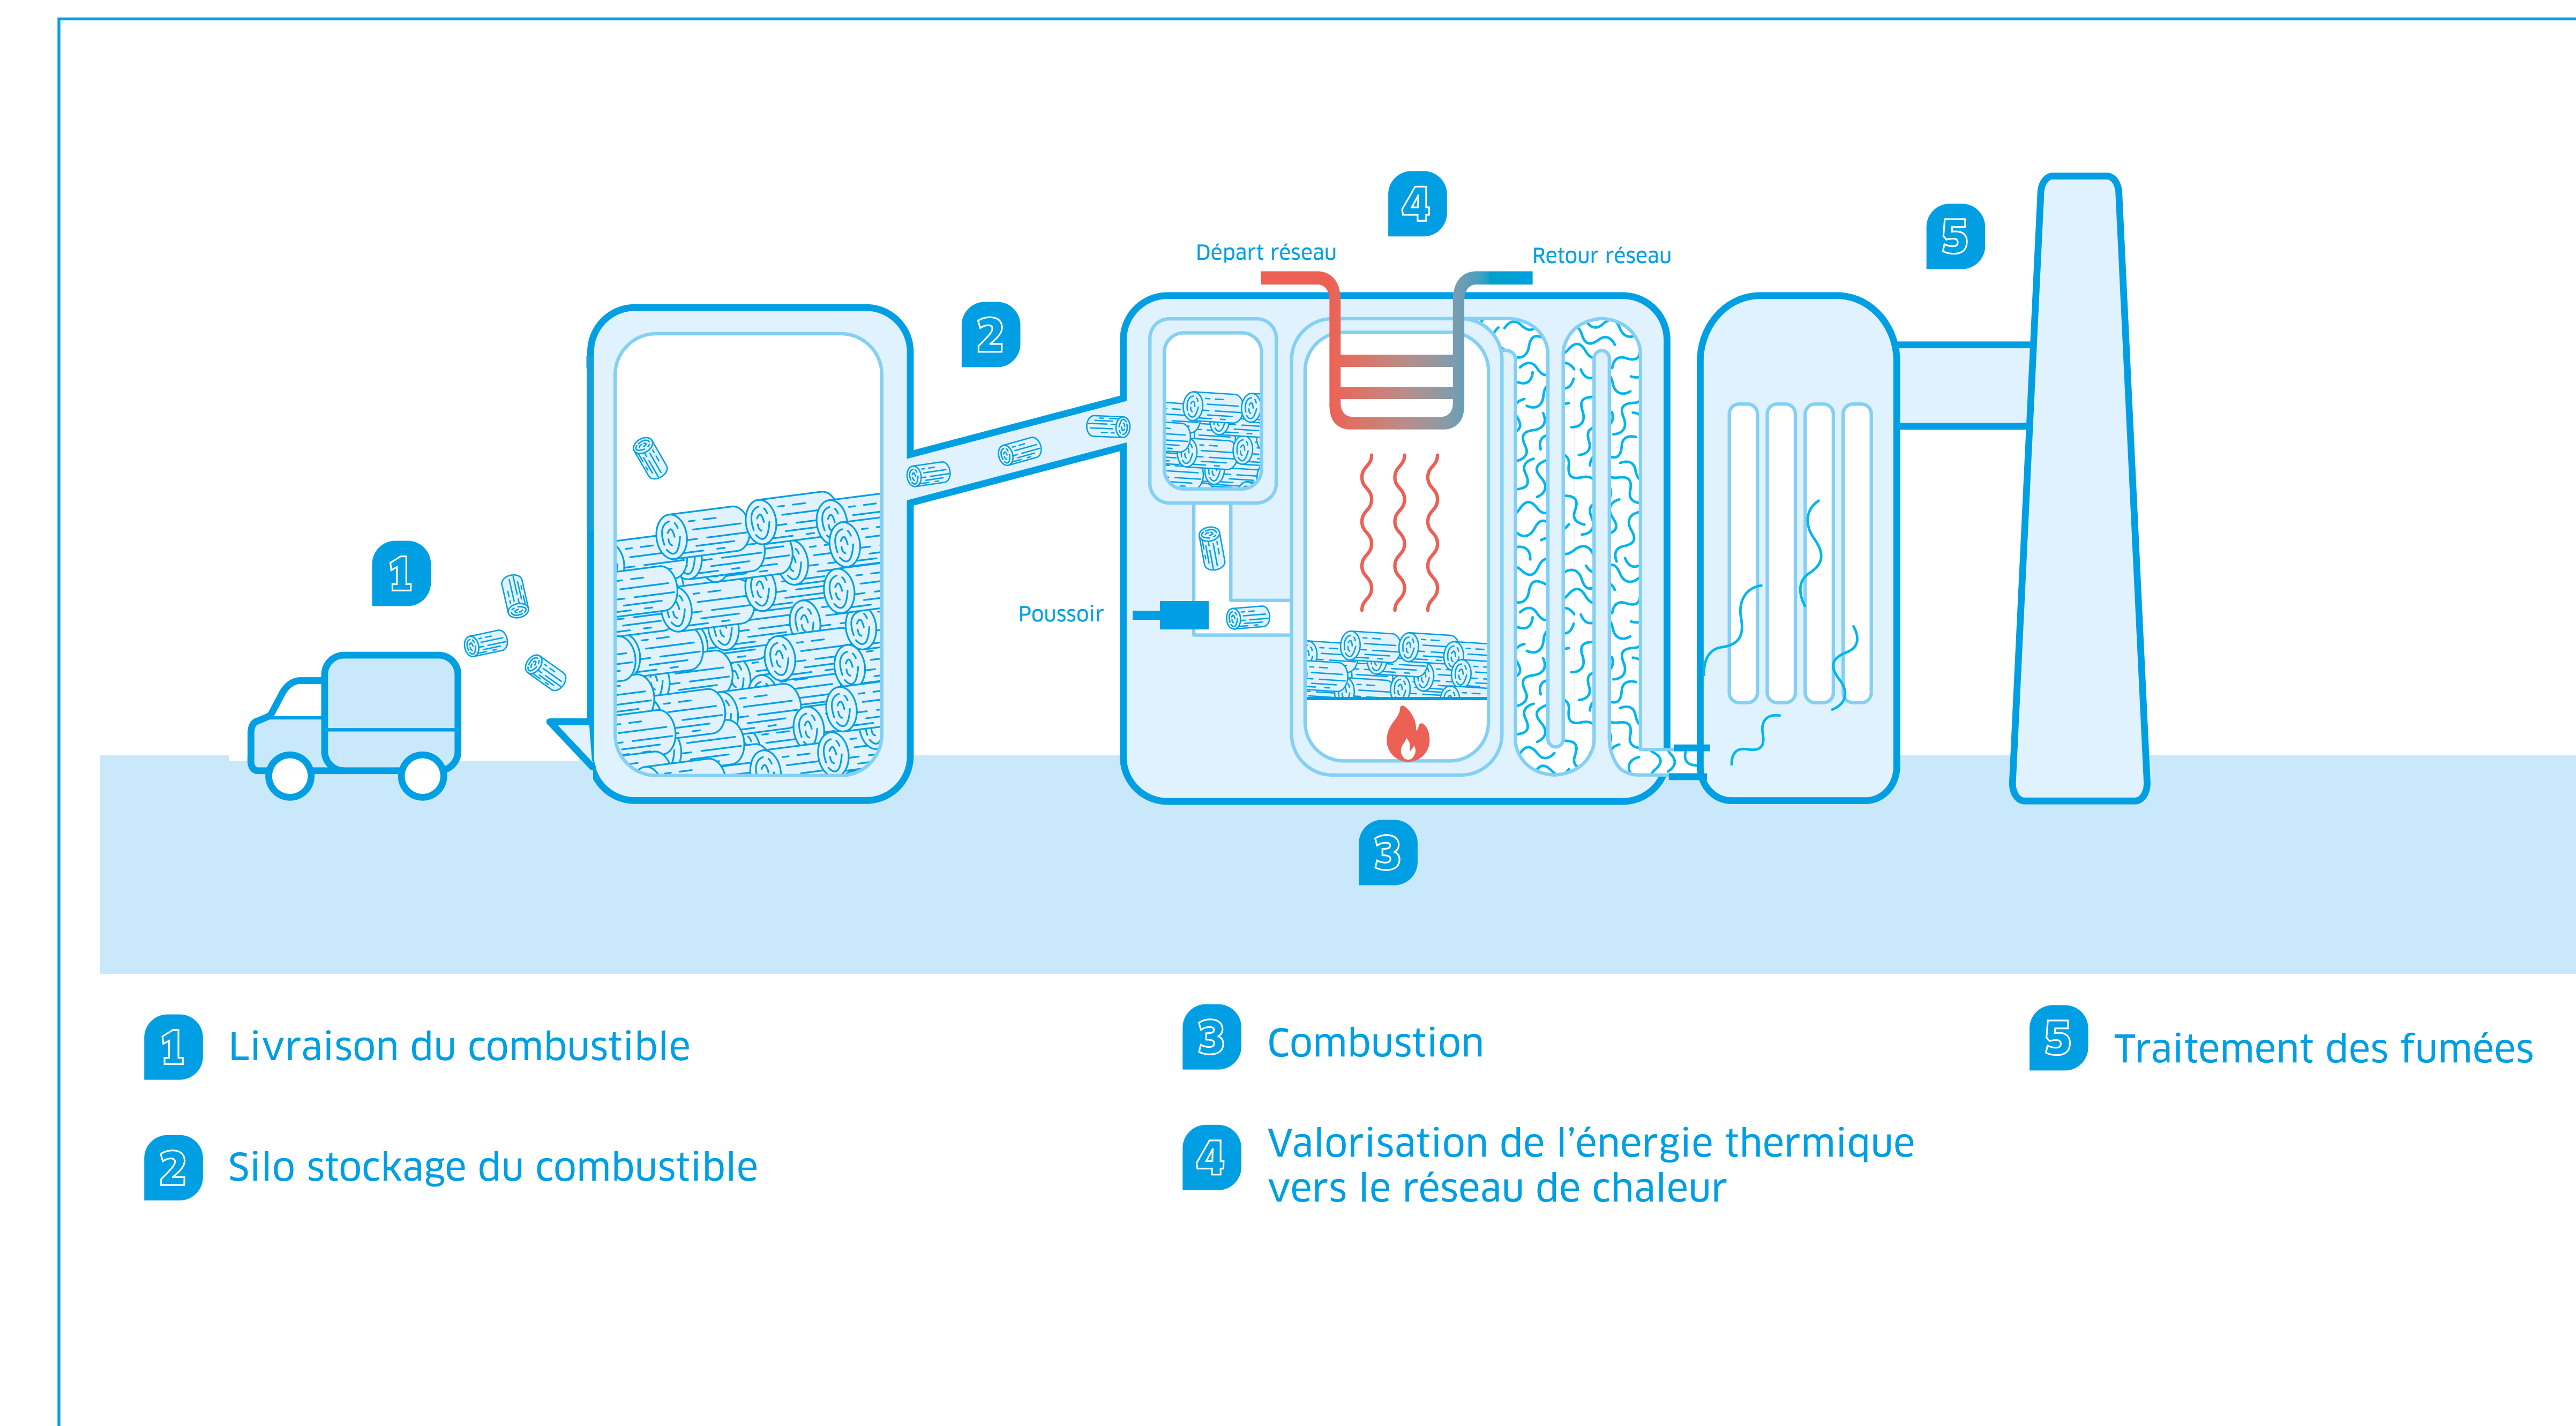 4
5
Départ réseau
Retour réseau
2
1
Poussoir
3
1 Livraison du combustible
2 Silo stockage du combustible
3 Combustion
4 Valorisation de l'énergie thermique
vers le réseau de chaleur
5 Traitement des fumées